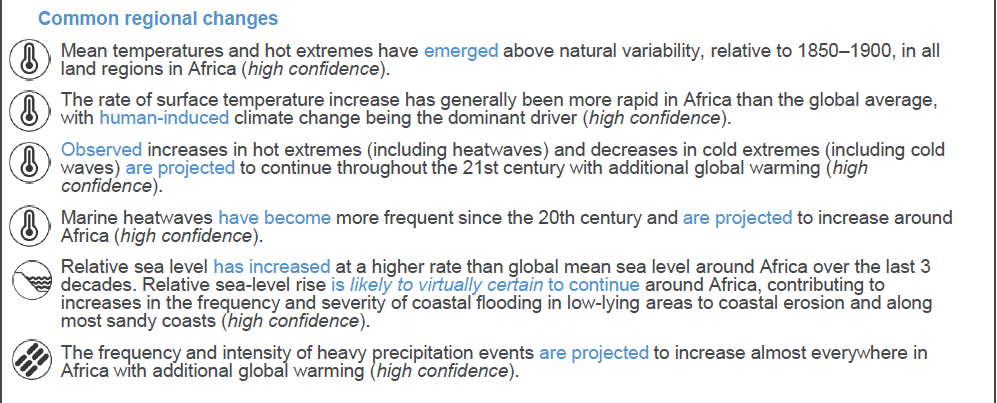 Common regional changes
Mean temperatures and hot extremes have emerged above natural variability, relative to 1850–1900, in all
land regions in Africa (high confidence).
The rate of surface temperature increase has generally been more rapid in Africa than the global average,
with human-induced climate change being the dominant driver (high confidence).
Observed increases in hot extremes (including heatwaves) and decreases in cold extremes (including cold
waves) are projected to continue throughout the 21st century with additional global warming (high
confidence).
Marine heatwaves have become more frequent since the 20th century and are projected to increase around
Africa (high confidence).
Relative sea level has increased at a higher rate than global mean sea level around Africa over the last 3
decades. Relative sea-level rise is likely to virtually certain to continue around Africa, contributing to
increases in the frequency and severity of coastal flooding in low-lying areas to coastal erosion and along
most sandy coasts (high confidence).
The frequency and intensity of heavy precipitation events are projected to increase almost everywhere in
Africa with additional global warming (high confidence).